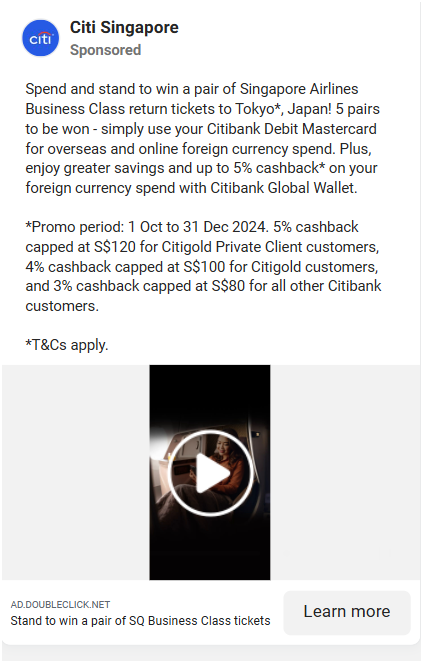 citi
Citi Singapore
Sponsored
Spend and stand to win a pair of Singapore Airlines
Business Class return tickets to Tokyo*, Japan! 5 pairs
to be won - simply use your Citibank Debit Mastercard
for overseas and online foreign currency spend. Plus,
enjoy greater savings and up to 5% cashback* on your
foreign currency spend with Citibank Global Wallet.
*Promo period: 1 Oct to 31 Dec 2024. 5% cashback
capped at S$120 for Citigold Private Client customers,
4% cashback capped at S$100 for Citigold customers,
and 3% cashback capped at S$80 for all other Citibank
customers.
*T&Cs apply.
AD.DOUBLECLICK.NET
Stand to win a pair of SQ Business Class tickets
Learn more